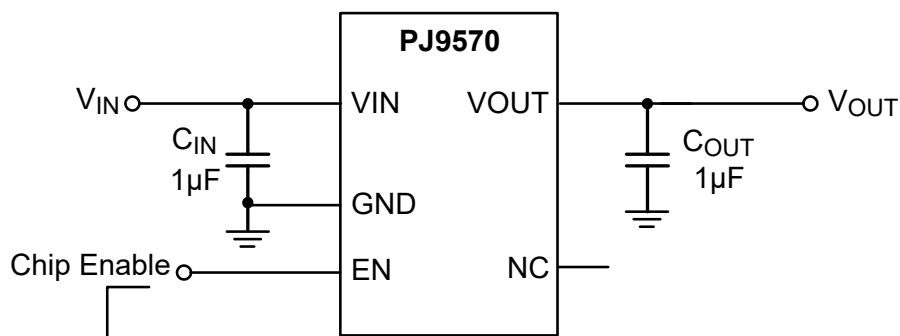 PJ9570
VIN
VIN
VOUT
VOUT
CIN
1µF
COUT
1µF
GND
Chip Enable
EN
NC